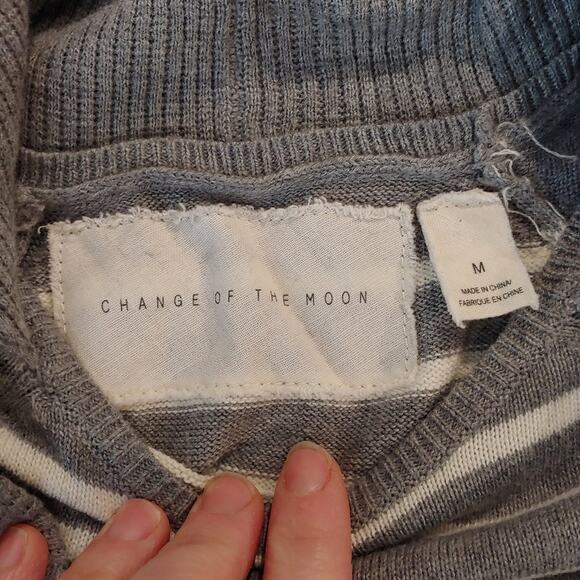 CHANGE OF THE MOON
M
MADE IN CHINA/
FABRIQUE EN CHINE